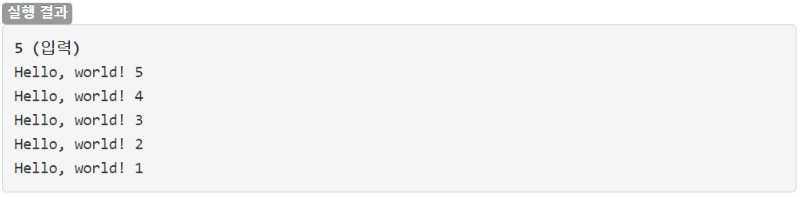 실행 결과
5 (입력)
Hello, world! 5
Hello, world! 4
Hello, world! 3
Hello, world! 2
Hello, world! 1